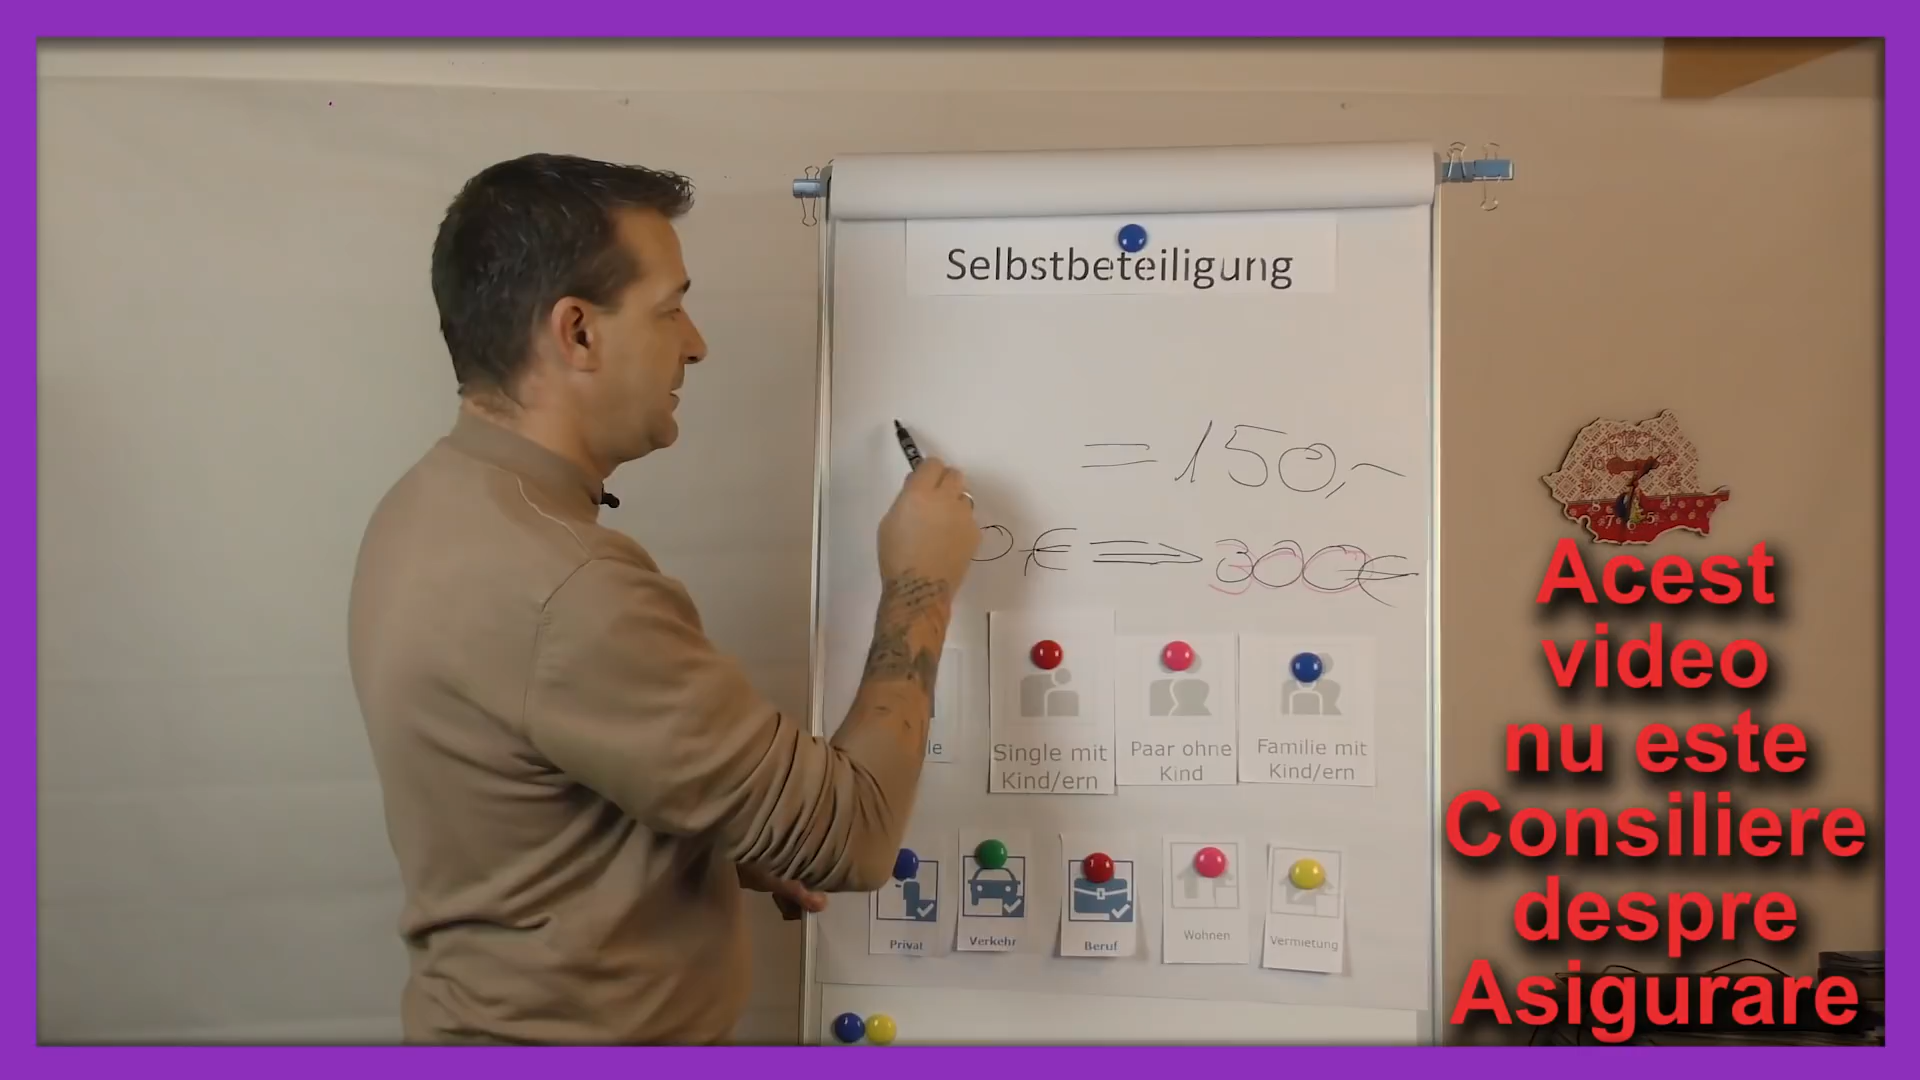 Selbstbeteiligung
= 150,-
0 € ⇒ 300€
le
Single mit
Kind/ern
Paar ohne
Kind
Familie mit
Kind/ern
Privat
Verkehr
Beruf
Wohnen
Vermietung
Acest
video
nu este
Consiliere
despre
Asigurare